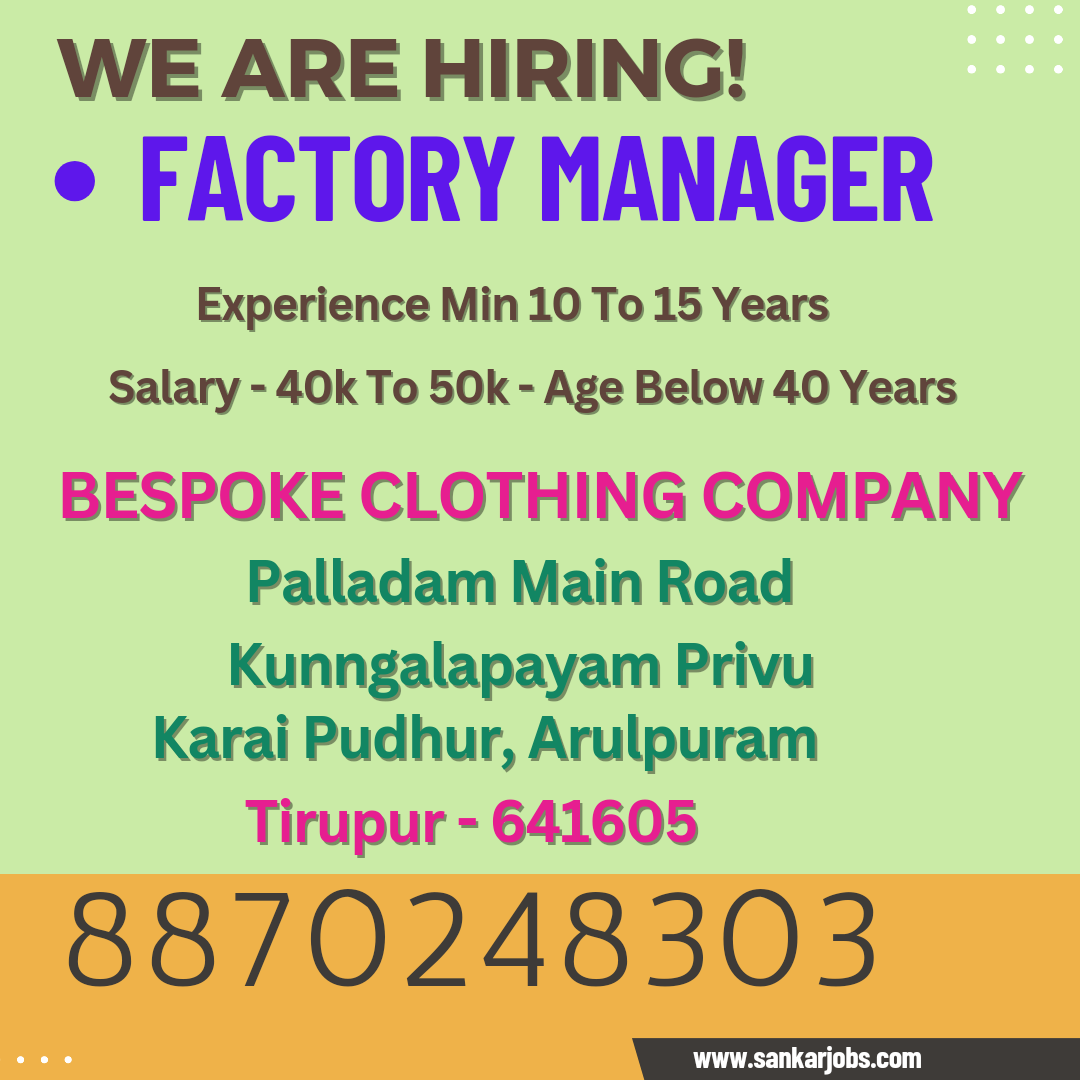 WE ARE HIRING!
• FACTORY MANAGER
Experience Min 10 To 15 Years
Salary - 40k To 50k - Age Below 40 Years
BESPOKE CLOTHING COMPANY
Palladam Main Road
Kunngalapayam Privu
Karai Pudhur, Arulpuram
Tirupur - 641605
8870248303
www.sankarjobs.com